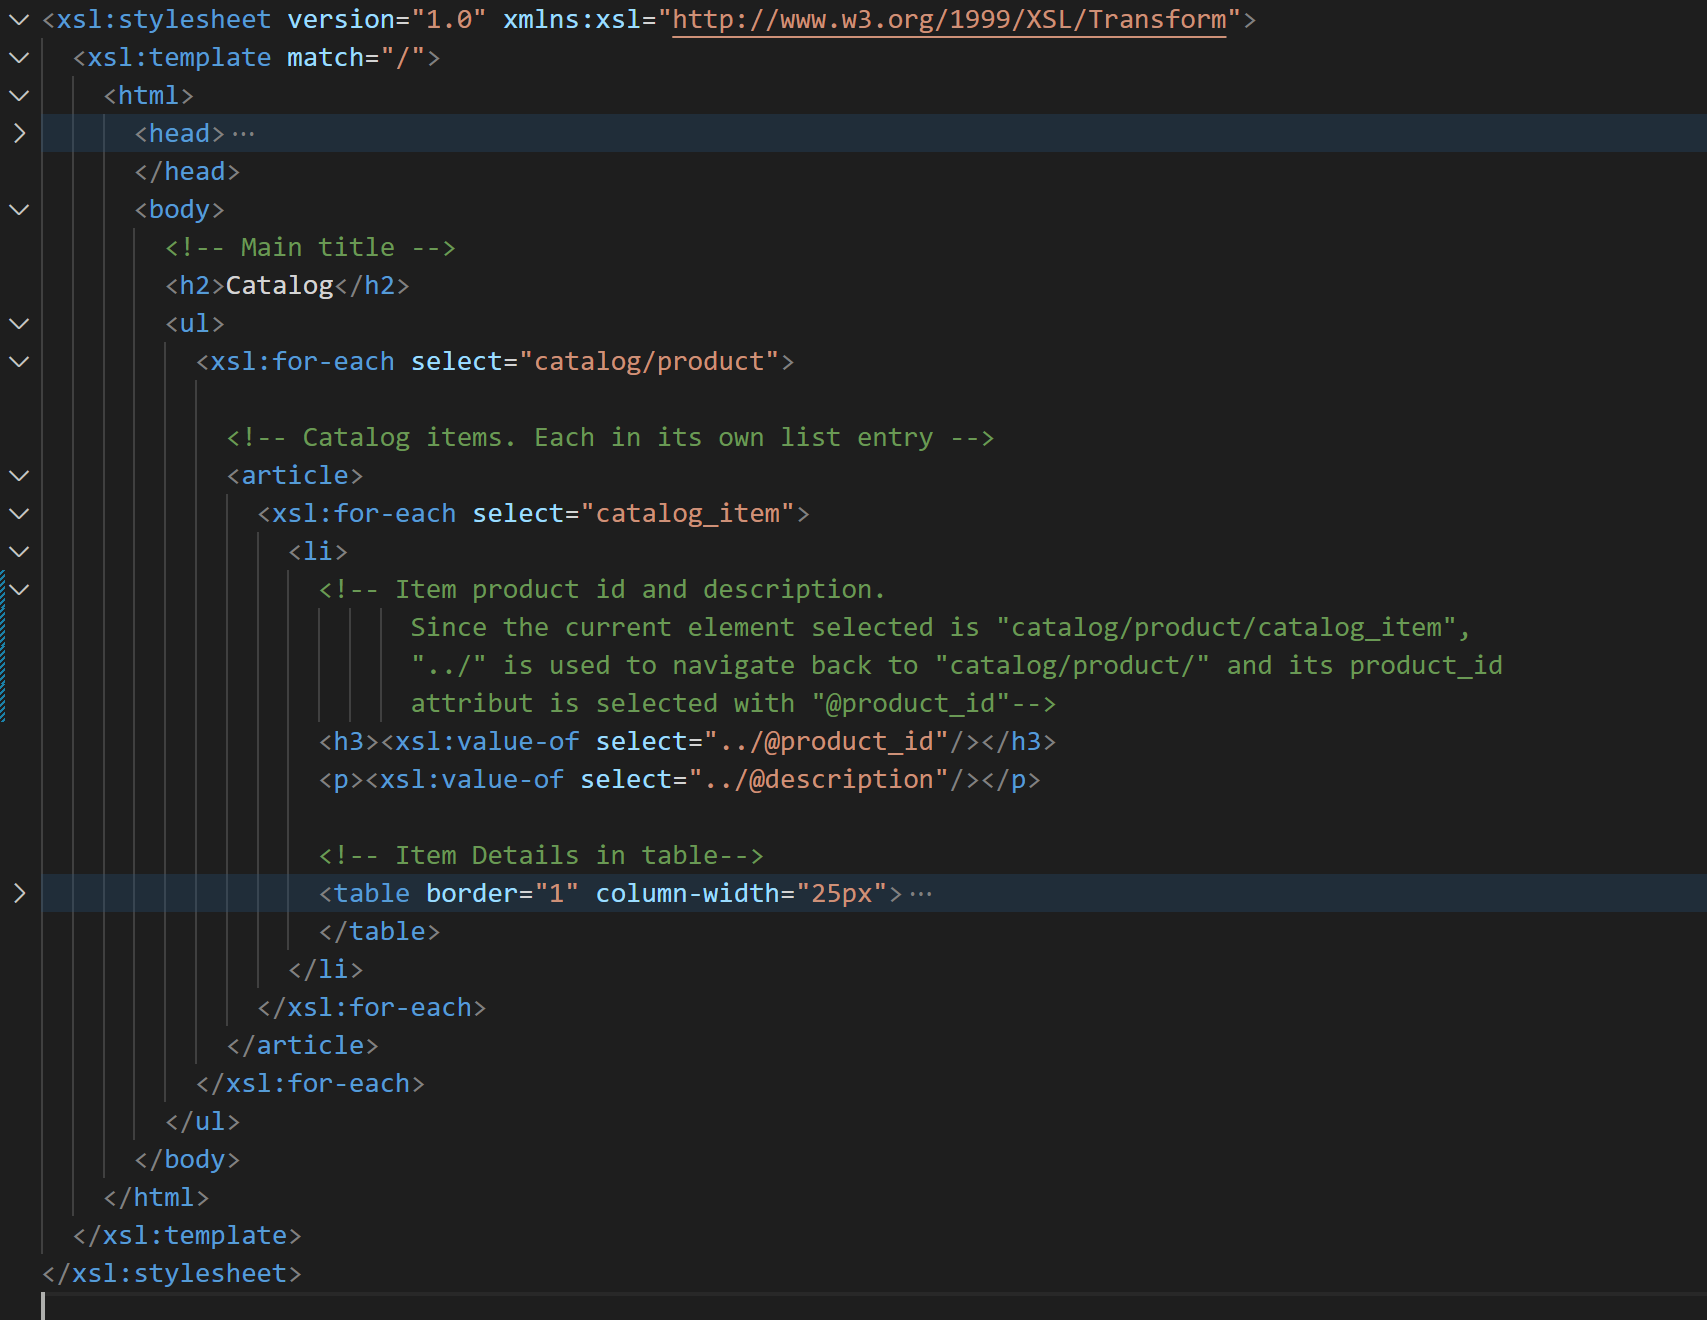 <xsl:stylesheet version="1.0" xmlns:xsl="http://www.w3.org/1999/XSL/Transform">
<xsl:template match="/">
<html>
<head>···
</head>
<body>
<!-- Main title -->
<h2>Catalog</h2>
<ul>
<xsl:for-each select="catalog/product">
<!-- Catalog items. Each in its own list entry -->
<article>
<xsl:for-each select="catalog_item">
<li>
<!-- Item product id and description.
Since the current element selected is "catalog/product/catalog_item",
"../" is used to navigate back to "catalog/product/" and its product_id
attribut is selected with "@product_id"-->
<h3><xsl:value-of select="../@product_id"/></h3>
<p><xsl:value-of select="../@description"/></p>
<!-- Item Details in table-->
<table border="1" column-width="25px">···
</table>
</li>
</xsl:for-each>
</article>
</xsl:for-each>
</ul>
</body>
</html>
</xsl:template>
</xsl:stylesheet>